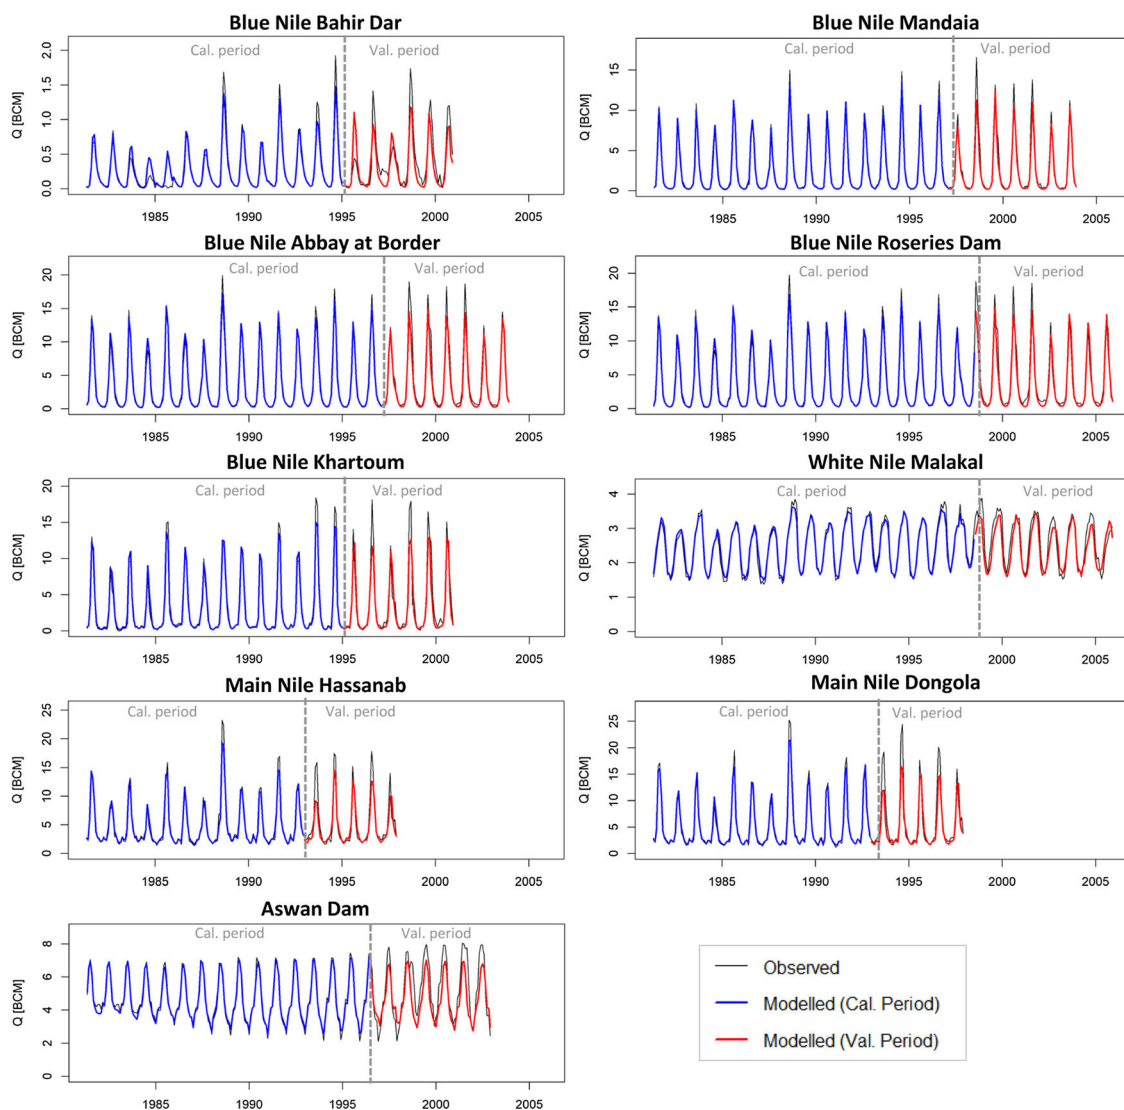 Blue Nile Bahir Dar
Cal. period
Val. period
Q [BCM]
0.0
0.5
1.0
1.5
2.0
1985
1990
1995
2000
2005
Blue Nile Mandaia
Cal. period
Val. period
Q [BCM]
0
5
10
15
1985
1990
1995
2000
2005
Blue Nile Abbay at Border
Cal. period
Val. period
Q [BCM]
0
5
10
15
20
1985
1990
1995
2000
2005
Blue Nile Roseries Dam
Cal. period
Val. period
Q [BCM]
0
5
10
15
20
1985
1990
1995
2000
2005
Blue Nile Khartoum
Cal. period
Val. period
Q [BCM]
0
5
10
15
20
1985
1990
1995
2000
2005
White Nile Malakal
Cal. period
Val. period
Q [BCM]
0
1
2
3
4
1985
1990
1995
2000
2005
Main Nile Hassanab
Cal. period
Val. period
Q [BCM]
0
5
10
15
20
25
1985
1990
1995
2000
2005
Main Nile Dongola
Cal. period
Val. period
Q [BCM]
0
5
10
15
20
25
1985
1990
1995
2000
2005
Aswan Dam
Cal. period
Val. period
Q [BCM]
0
2
4
6
8
1985
1990
1995
2000
2005
Observed
Modelled (Cal. Period)
Modelled (Val. Period)